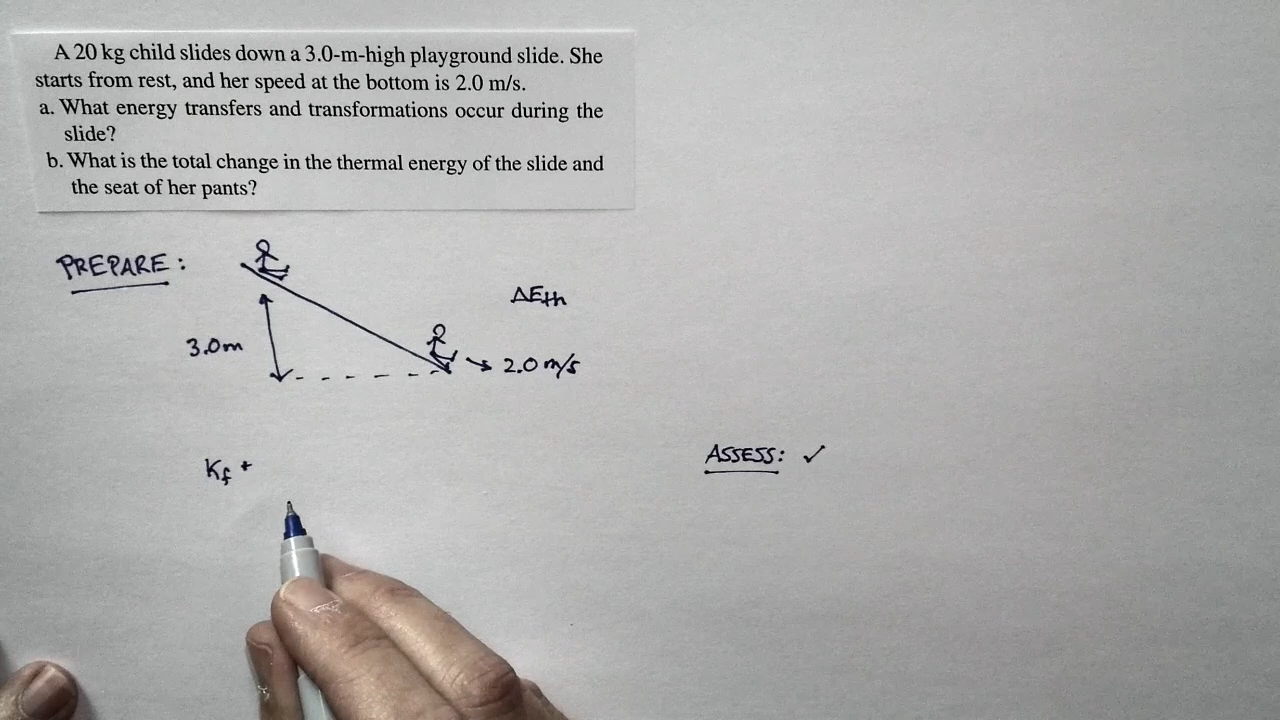 A 20 kg child slides down a 3.0-m-high playground slide. She
starts from rest, and her speed at the bottom is 2.0 m/s.
a. What energy transfers and transformations occur during the
slide?
b. What is the total change in the thermal energy of the slide and
the seat of her pants?
PREPARE:
ΔEth
3.0m
2.0 m/s
Kf +
ASSESS: ✓